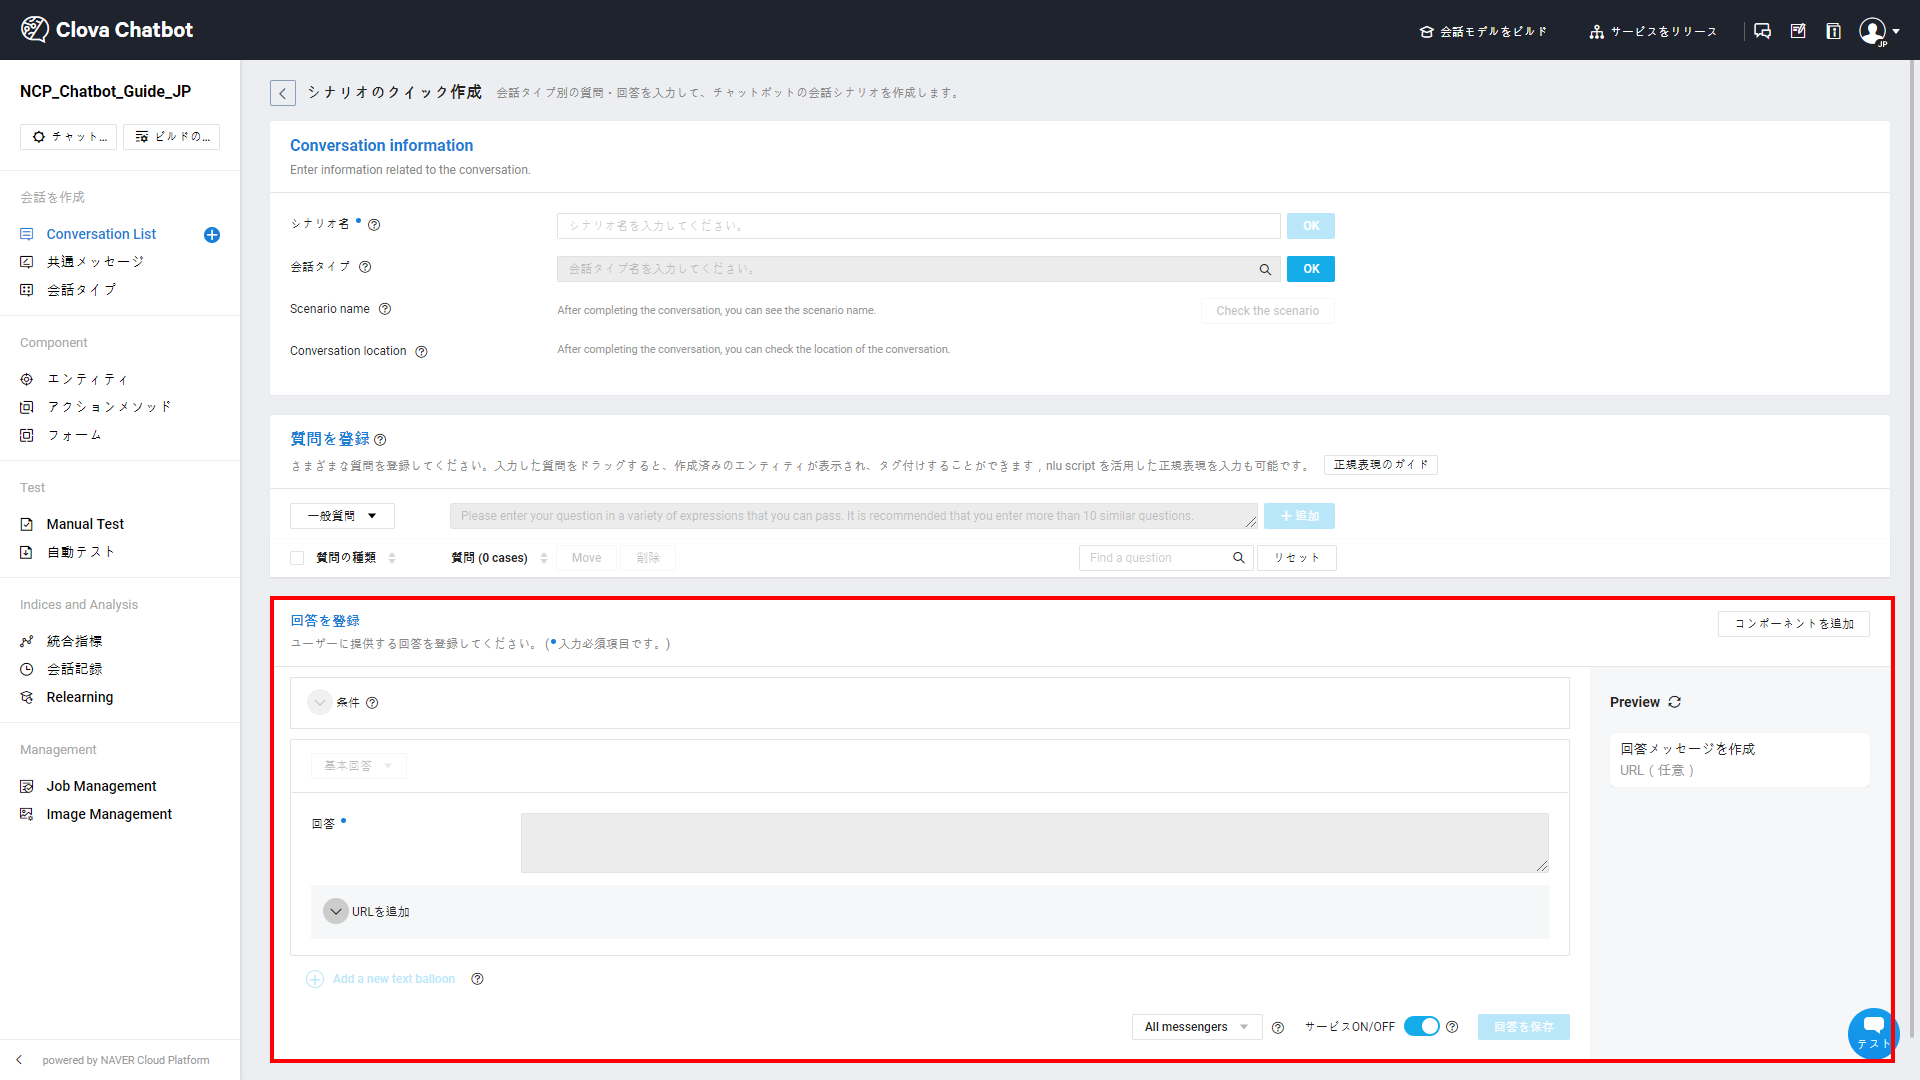 Clova Chatbot
会話モデルをビルド
サービスをリリース
JP
NCP_Chatbot_Guide_JP
チャット...
ビルドの...
会話を作成
Conversation List
共通メッセージ
会話タイプ
Component
エンティティ
アクションメソッド
フォーム
Test
Manual Test
自動テスト
Indices and Analysis
統合指標
会話記録
Relearning
Management
Job Management
Image Management
powered by NAVER Cloud Platform
シナリオのクイック作成
会話タイプ別の質問・回答を入力して、チャットボットの会話シナリオを作成します。
Conversation information
Enter information related to the conversation.
シナリオ名
シナリオ名を入力してください。
OK
会話タイプ
会話タイプ名を入力してください。
OK
Scenario name
After completing the conversation, you can see the scenario name.
Check the scenario
Conversation location
After completing the conversation, you can check the location of the conversation.
質問を登録
さまざまな質問を登録してください。入力した質問をドラッグすると、作成済みのエンティティが表示され、タグ付けすることができます , nlu script を活用した正規表現を入力も可能です。
正規表現のガイド
一般質問
Please enter your question in a variety of expressions that you can pass. It is recommended that you enter more than 10 similar questions.
+ 追加
質問の種類
質問 (0 cases)
Move
削除
Find a question
リセット
回答を登録
ユーザーに提供する回答を登録してください。 (•入力必須項目です。)
コンポーネントを追加
条件
基本回答
回答
URLを追加
Add a new text balloon
All messengers
サービスON/OFF
回答を保存
Preview
回答メッセージを作成
URL ( 任意 )
テスト